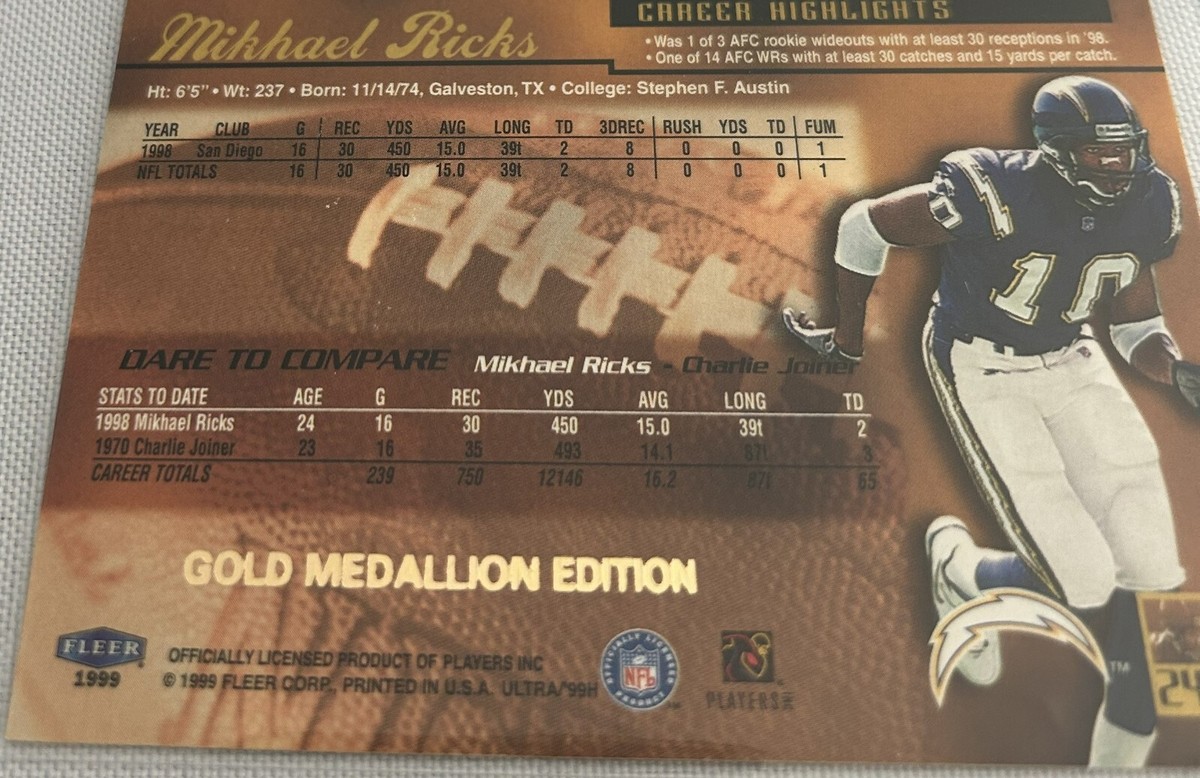 CAREER HIGHLIGHTS
Mikhael Ricks
• Was 1 of 3 AFC rookie wideouts with at least 30 receptions in '98.
• One of 14 AFC WRs with at least 30 catches and 15 yards per catch.
Ht: 6'5" • Wt: 237 • Born: 11/14/74, Galveston, TX • College: Stephen F. Austin
YEAR CLUB G REC YDS AVG LONG TD 3DREC RUSH YDS TD FUM
1998 San Diego 16 30 450 15.0 39t 2 8 0 0 0 1
NFL TOTALS 16 30 450 15.0 39t 2 8 0 0 0 1
10
10
DARE TO COMPARE Mikhael Ricks - Charlie Joiner
STATS TO DATE AGE G REC YDS AVG LONG TD
1998 Mikhael Ricks 24 16 30 450 15.0 39t 2
1970 Charlie Joiner 23 16 35 493 14.1 87t 3
CAREER TOTALS 239 750 12146 16.2 87t 65
GOLD MEDALLION EDITION
FLEER
1999
OFFICIALLY LICENSED PRODUCT OF PLAYERS INC
© 1999 FLEER CORP., PRINTED IN U.S.A. ULTRA/'99H
OFFICIALLY LICENSED PRODUCT
NFL
PLAYERS INC
TM
24